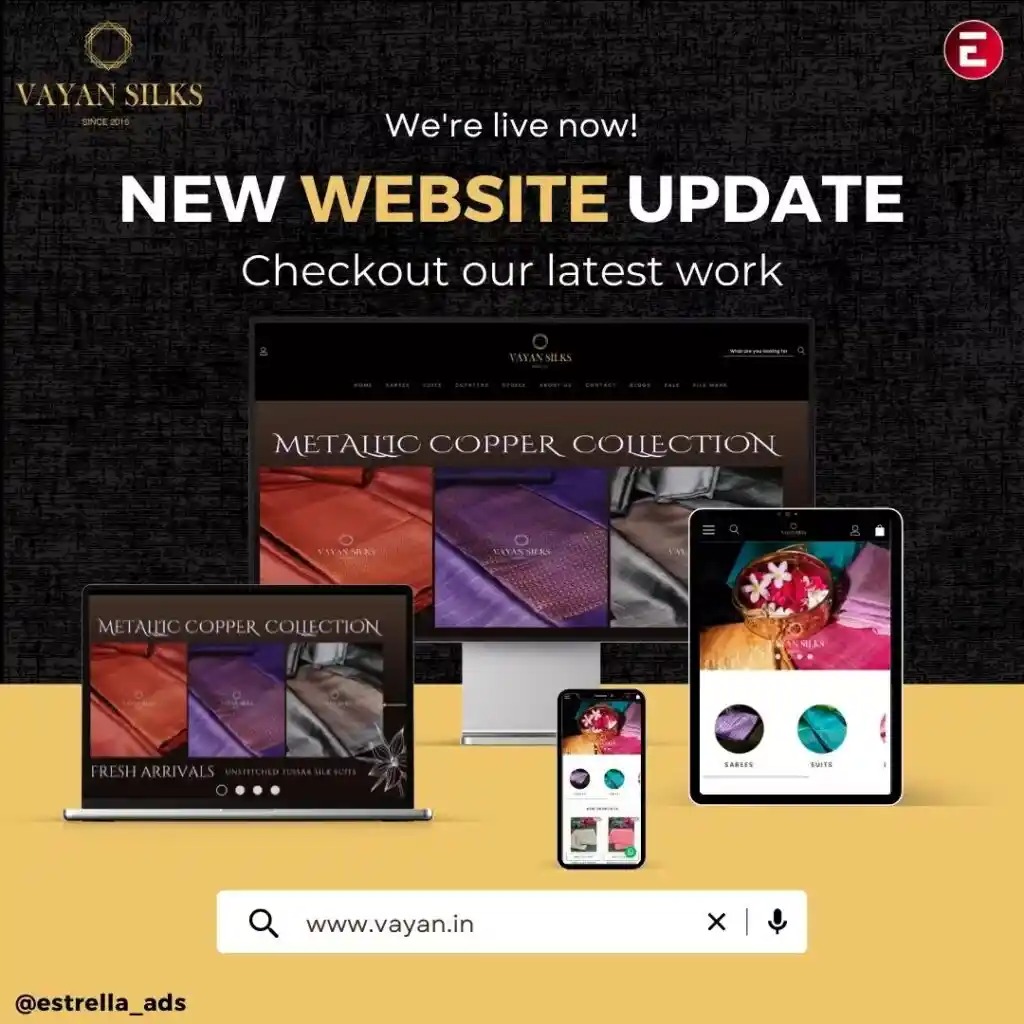 VAYAN SILKS
SINCE 2015
E
We're live now!
NEW WEBSITE UPDATE
Checkout our latest work
VAYAN SILKS
What are you looking for
HOME SAREES SUITS DUPATTAS STOLES ABOUT US CONTACT BLOGS SALE SILK MARK
METALLIC COPPER COLLECTION
VAYAN SILKS
VAYAN SILKS
METALLIC COPPER COLLECTION
FRESH ARRIVALS UNSTITCHED TUSSAR SILK SUITS
VAYAN SILKS
SAREES SUITS
www.vayan.in
@estrella_ads